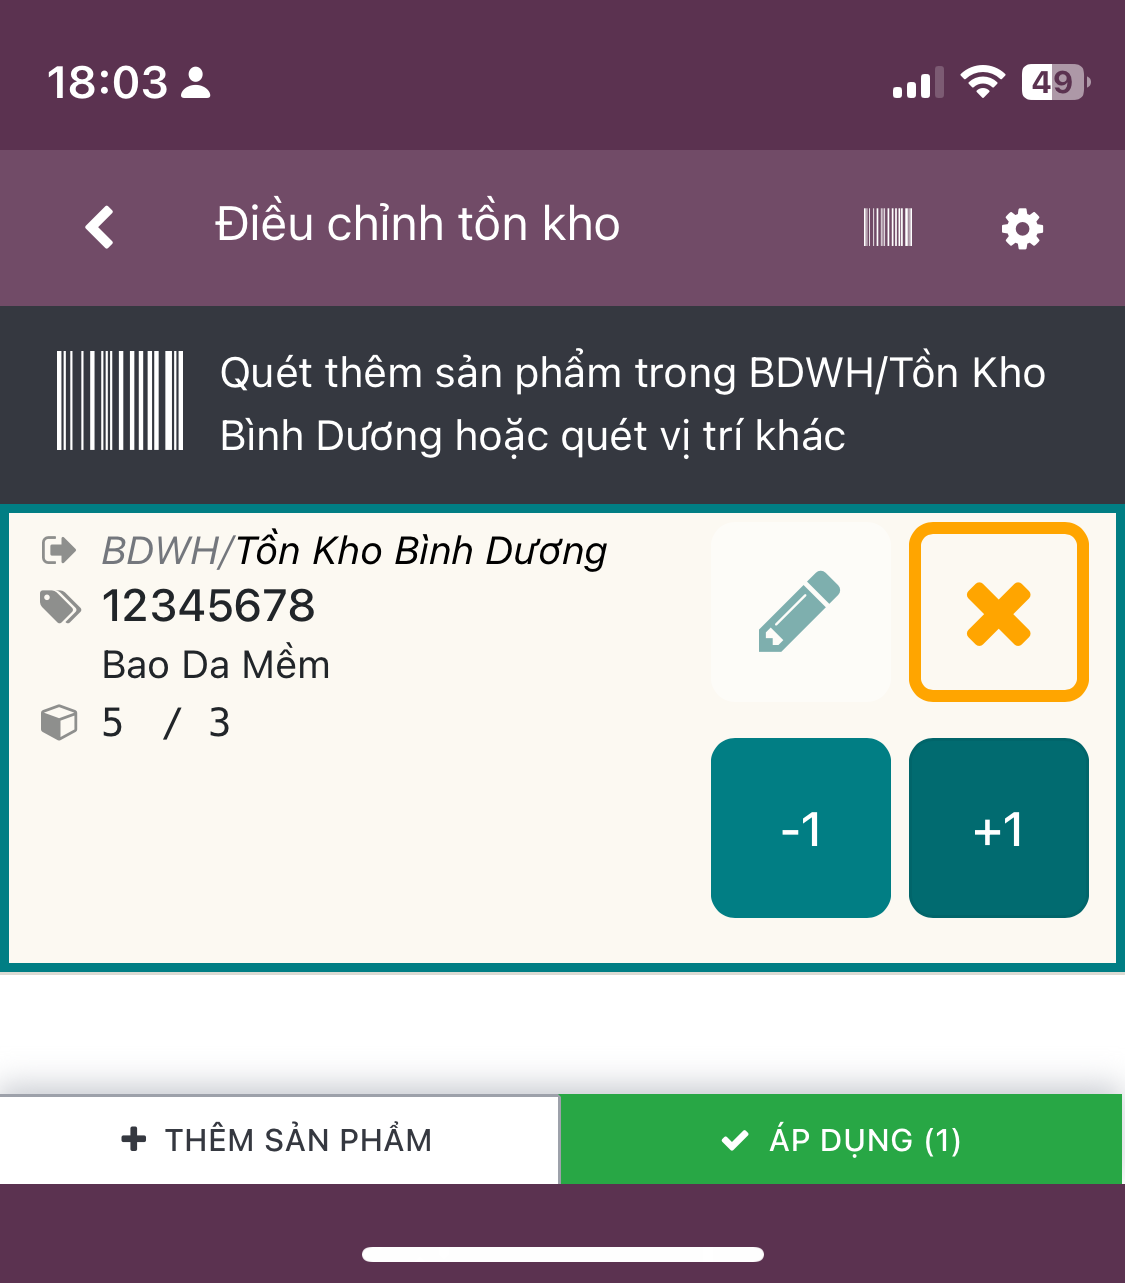 18:03
49
Điều chỉnh tồn kho
Quét thêm sản phẩm trong BDWH/Tồn Kho
Bình Dương hoặc quét vị trí khác
BDWH/Tồn Kho Bình Dương
12345678
Bao Da Mềm
5 / 3
-1
+1
THÊM SẢN PHẨM
ÁP DỤNG (1)